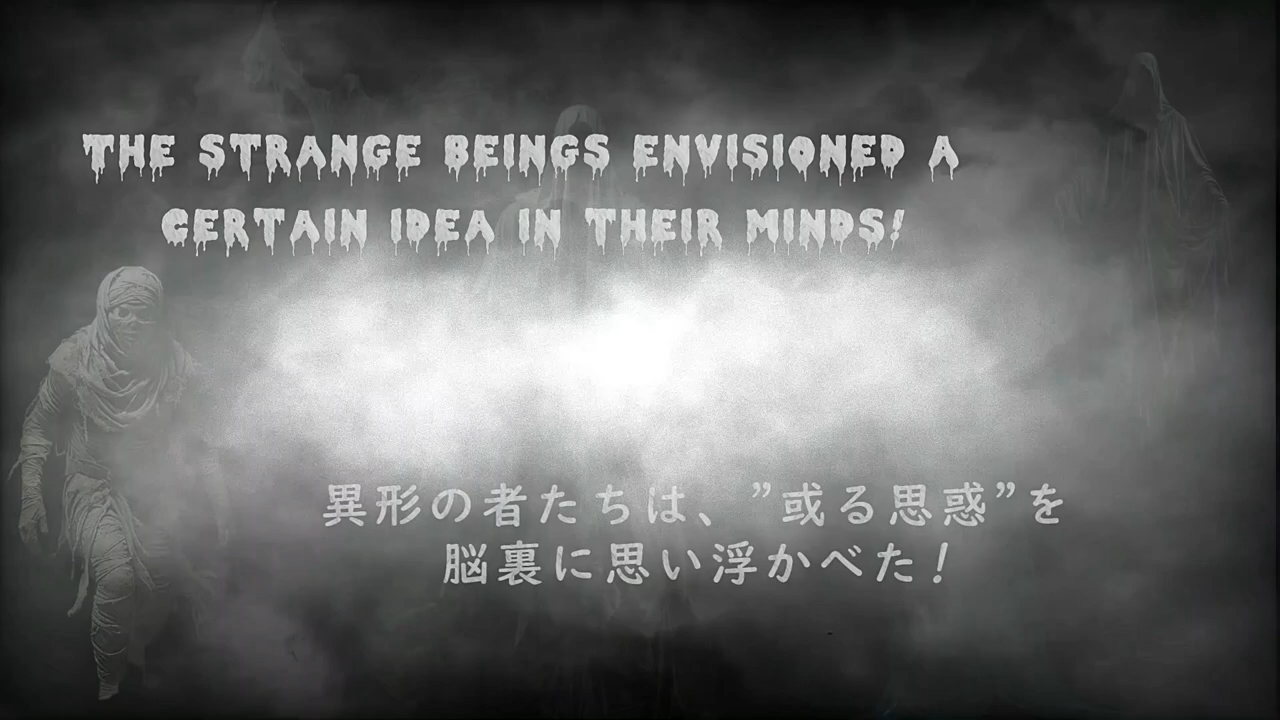 THE STRANGE BEINGS ENVISIONED A
CERTAIN IDEA IN THEIR MINDS!
異形の者たちは、”或る思惑”を
脳裏に思い浮かべた!